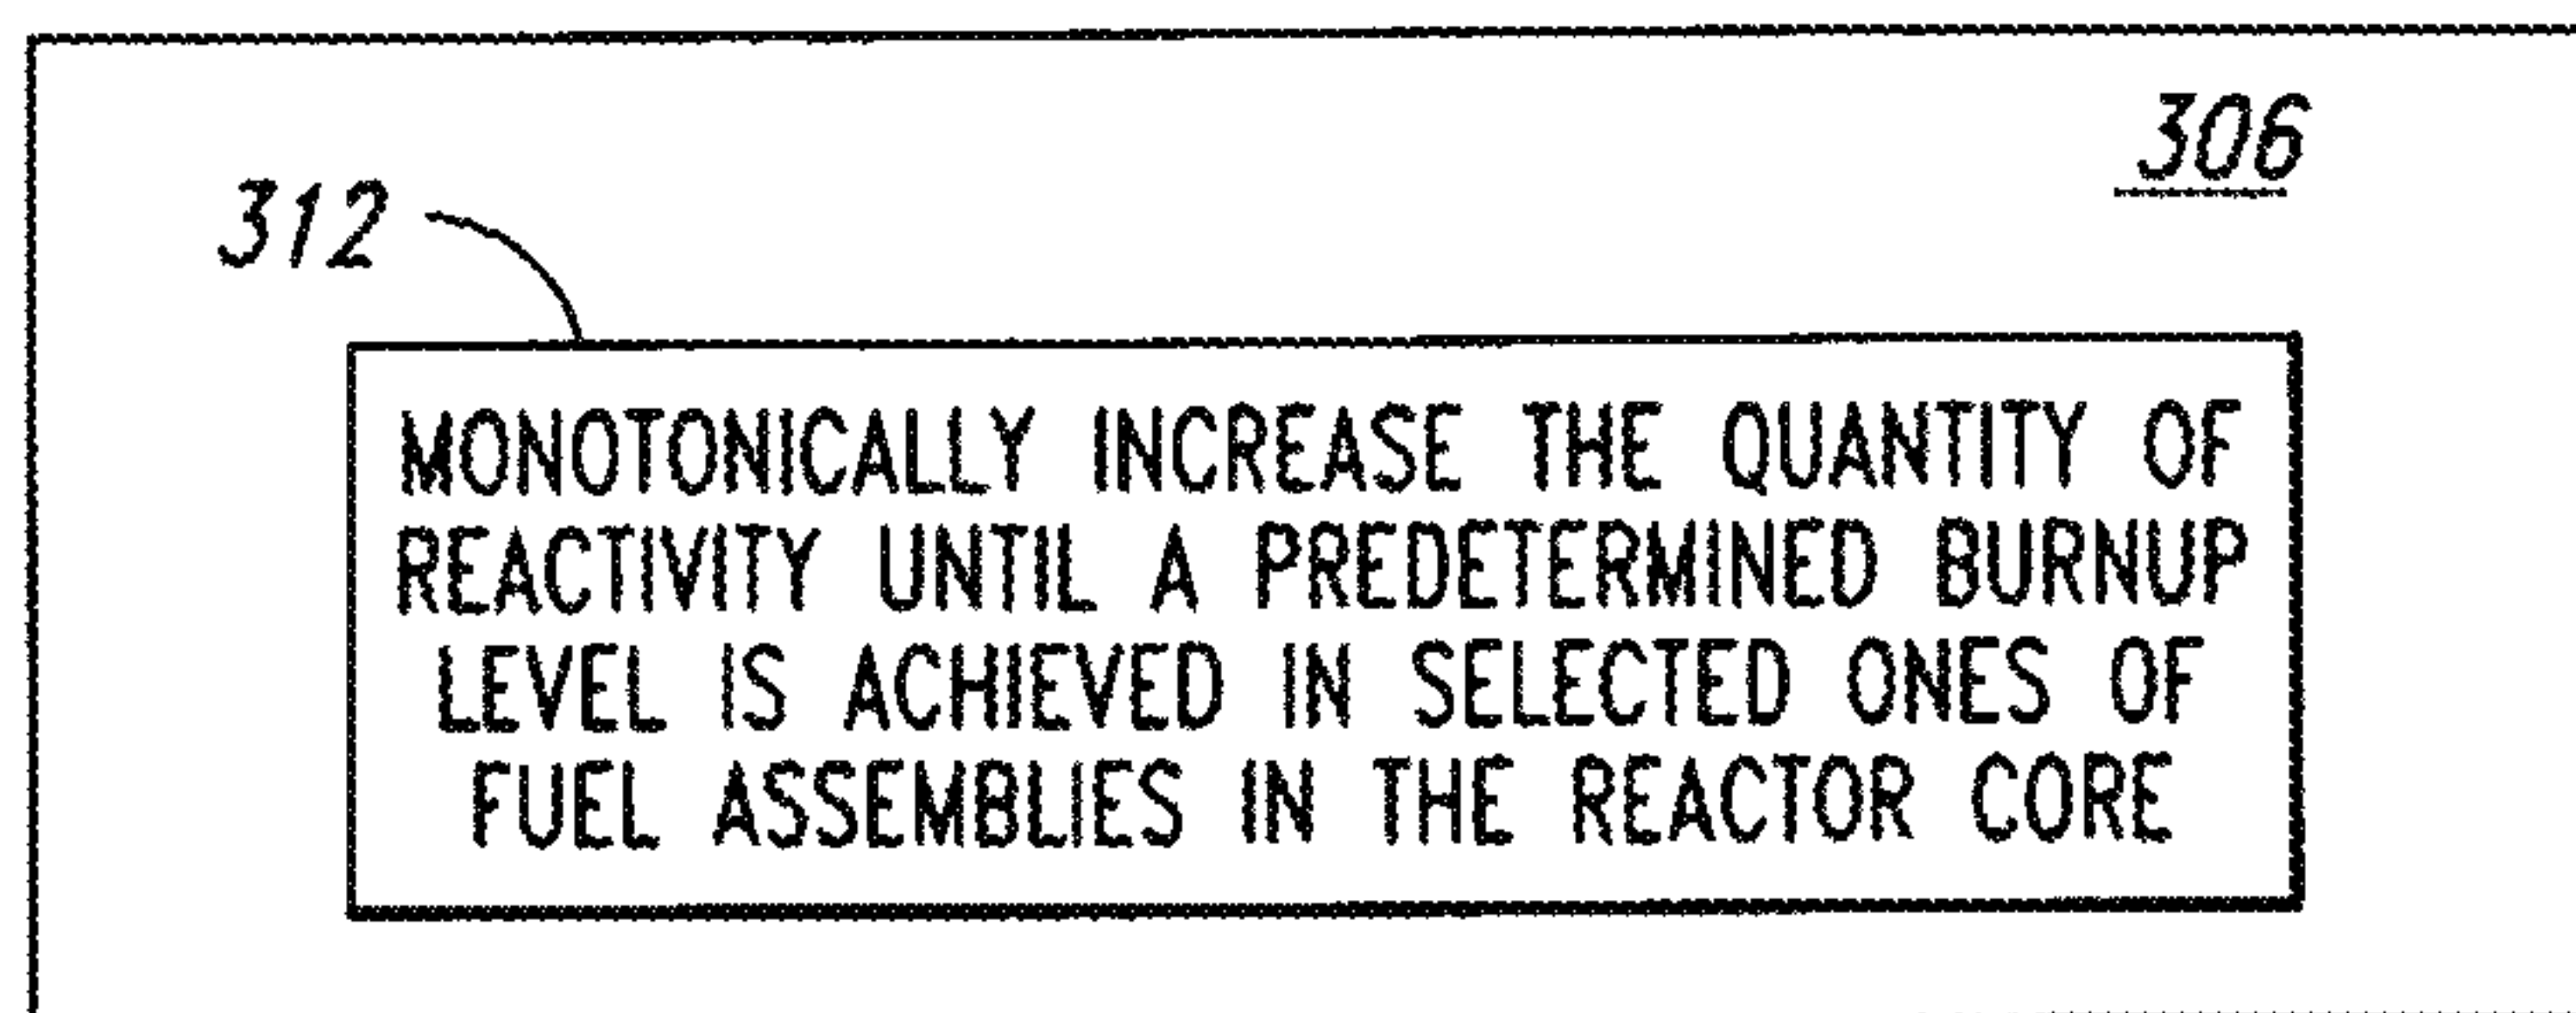 306
312
MONOTONICALLY INCREASE THE QUANTITY OF
REACTIVITY UNTIL A PREDETERMINED BURNUP
LEVEL IS ACHIEVED IN SELECTED ONES OF
FUEL ASSEMBLIES IN THE REACTOR CORE